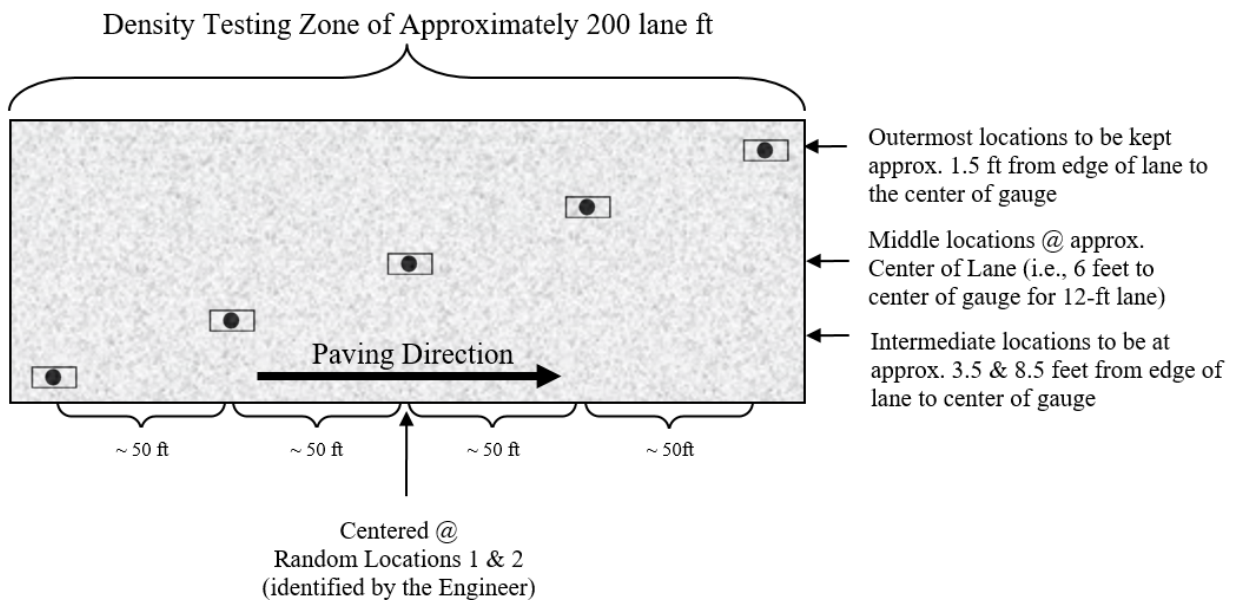 Density Testing Zone of Approximately 200 lane ft
Outermost locations to be kept
approx. 1.5 ft from edge of lane to
the center of gauge
Middle locations @ approx.
Center of Lane (i.e., 6 feet to
center of gauge for 12-ft lane)
Intermediate locations to be at
approx. 3.5 & 8.5 feet from edge of
lane to center of gauge
Paving Direction
~ 50 ft
~ 50 ft
~ 50 ft
~ 50ft
Centered @
Random Locations 1 & 2
(identified by the Engineer)